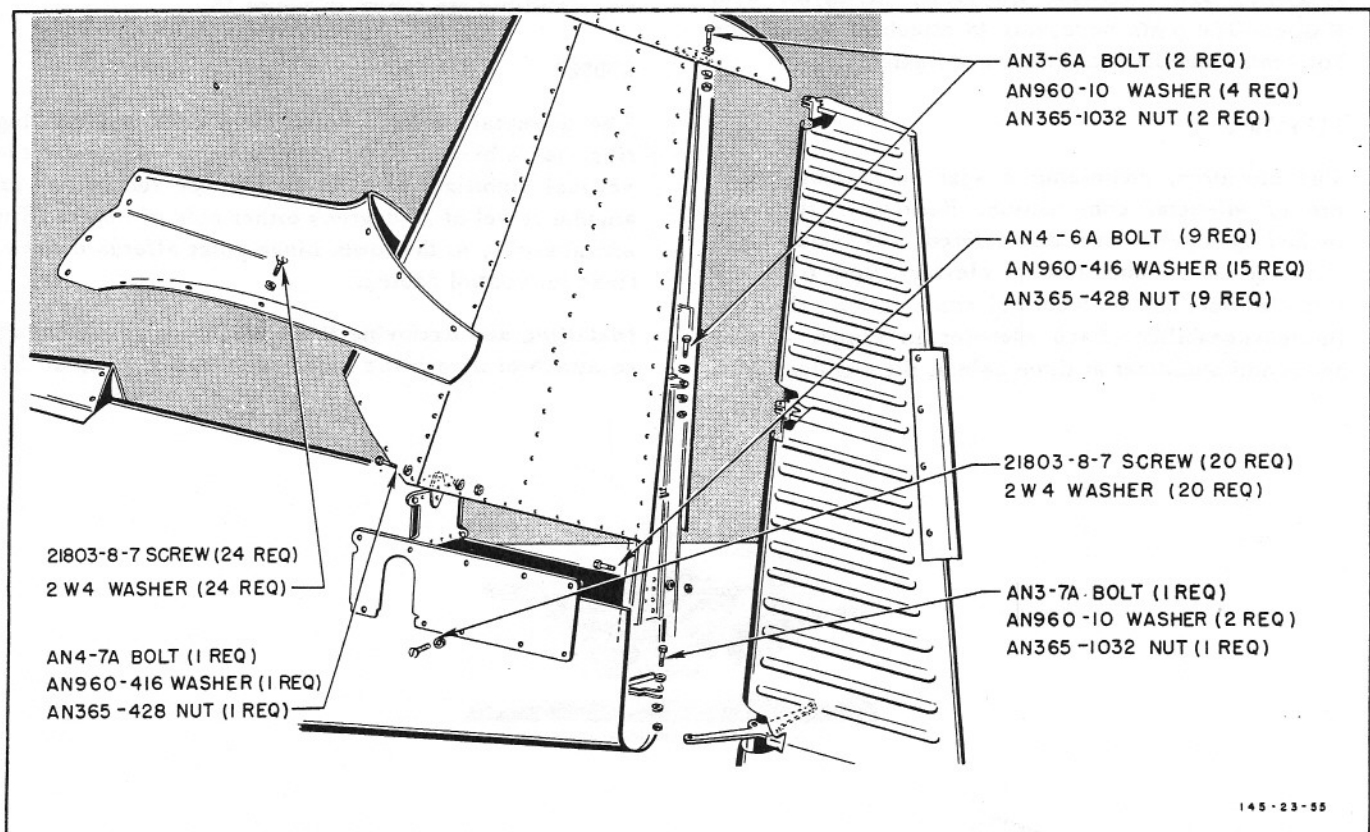 AN3-6A BOLT (2 REQ)
AN960-10 WASHER (4 REQ)
AN365-1032 NUT (2 REQ)
AN4-6A BOLT (9 REQ)
AN960-416 WASHER (15 REQ)
AN365-428 NUT (9 REQ)
21803-8-7 SCREW (20 REQ)
2W4 WASHER (20 REQ)
21803-8-7 SCREW (24 REQ)
2W4 WASHER (24 REQ)
AN3-7A BOLT (1 REQ)
AN960-10 WASHER (2 REQ)
AN365-1032 NUT (1 REQ)
AN4-7A BOLT (1 REQ)
AN960-416 WASHER (1 REQ)
AN365-428 NUT (1 REQ)
145-23-55